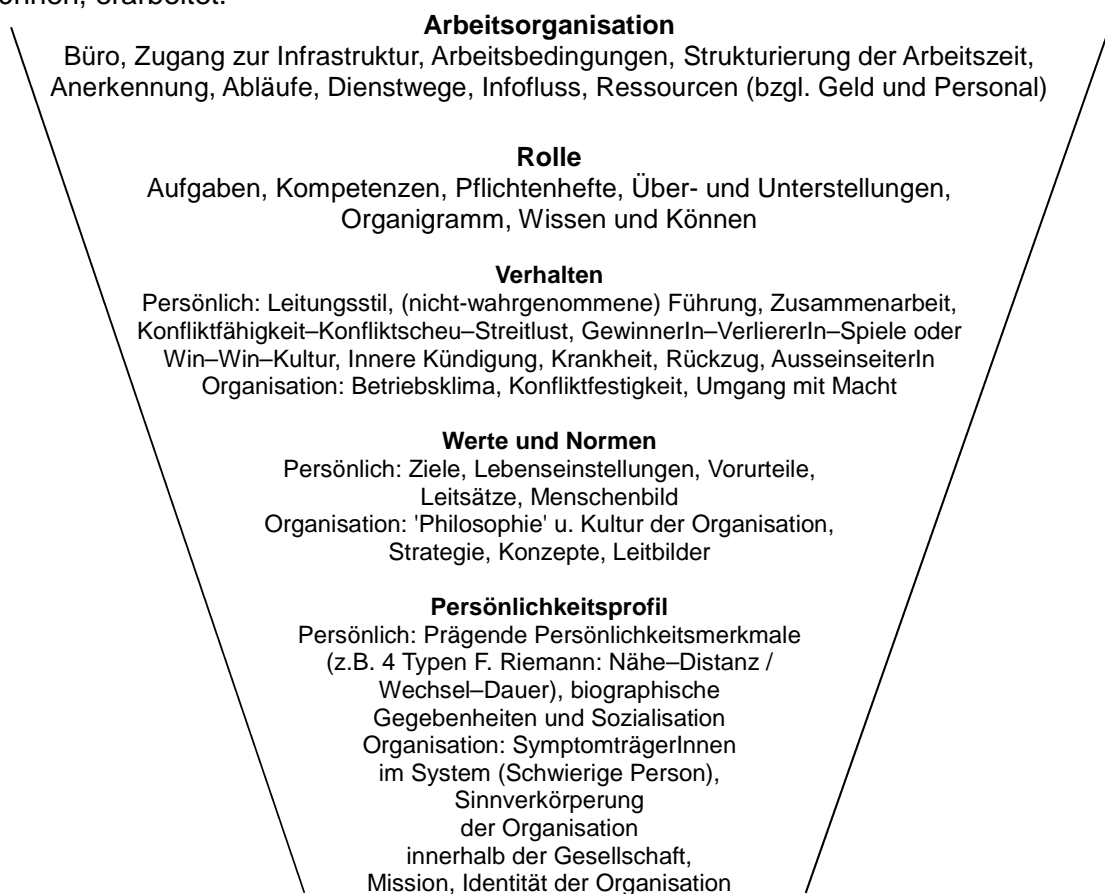 erarbeitet.
Arbeitsorganisation
Büro, Zugang zur Infrastruktur, Arbeitsbedingungen, Strukturierung der Arbeitszeit,
Anerkennung, Abläufe, Dienstwege, Infofluss, Ressourcen (bzgl. Geld und Personal)
Rolle
Aufgaben, Kompetenzen, Pflichtenhefte, Über- und Unterstellungen,
Organigramm, Wissen und Können
Verhalten
Persönlich: Leitungsstil, (nicht-wahrgenommene) Führung, Zusammenarbeit,
Konfliktfähigkeit–Konfliktscheu–Streitlust, GewinnerIn–VerliererIn–Spiele oder
Win–Win–Kultur, Innere Kündigung, Krankheit, Rückzug, AusseinseiterIn
Organisation: Betriebsklima, Konfliktfestigkeit, Umgang mit Macht
Werte und Normen
Persönlich: Ziele, Lebenseinstellungen, Vorurteile,
Leitsätze, Menschenbild
Organisation: 'Philosophie' u. Kultur der Organisation,
Strategie, Konzepte, Leitbilder
Persönlichkeitsprofil
Persönlich: Prägende Persönlichkeitsmerkmale
(z.B. 4 Typen F. Riemann: Nähe–Distanz /
Wechsel–Dauer), biographische
Gegebenheiten und Sozialisation
Organisation: SymptomträgerInnen
im System (Schwierige Person),
Sinnverkörperung
der Organisation
innerhalb der Gesellschaft,
Mission, Identität der Organisation